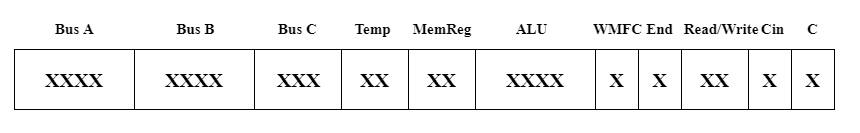 Bus A Bus B Bus C Temp MemReg ALU WMFC End Read/Write Cin C
XXXX XXXX XXX XX XX XXXX X X XX X X